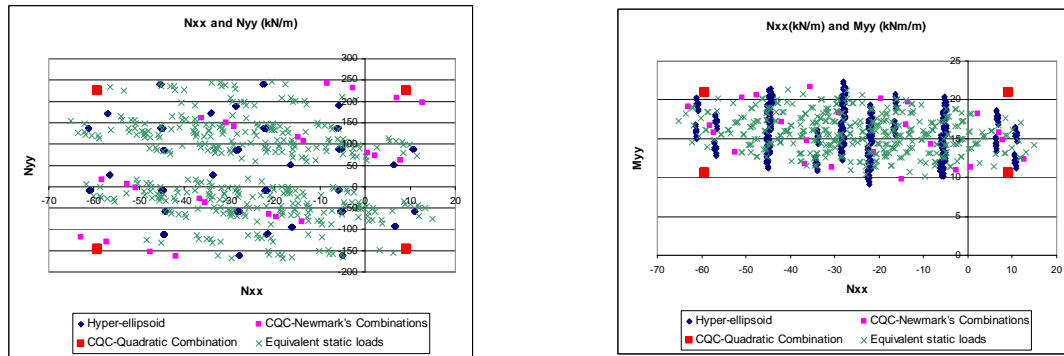 Nxx and Nyy (kN/m)
300
250
200
150
100
50
0
-50
-100
-150
-200
-70 -60 -50 -40 -30 -20 -10 0 10 20
Nyy
Nxx
Hyper-ellipsoid CQC-Newmark's Combinations
CQC-Quadratic Combination Equivalent static loads
Nxx(kN/m) and Myy (kNm/m)
25
20
15
10
5
0
-70 -60 -50 -40 -30 -20 -10 0 10 20
Myy
Nxx
Hyper-ellipsoid CQC-Newmark's Combinations
CQC-Quadratic Combination Equivalent static loads